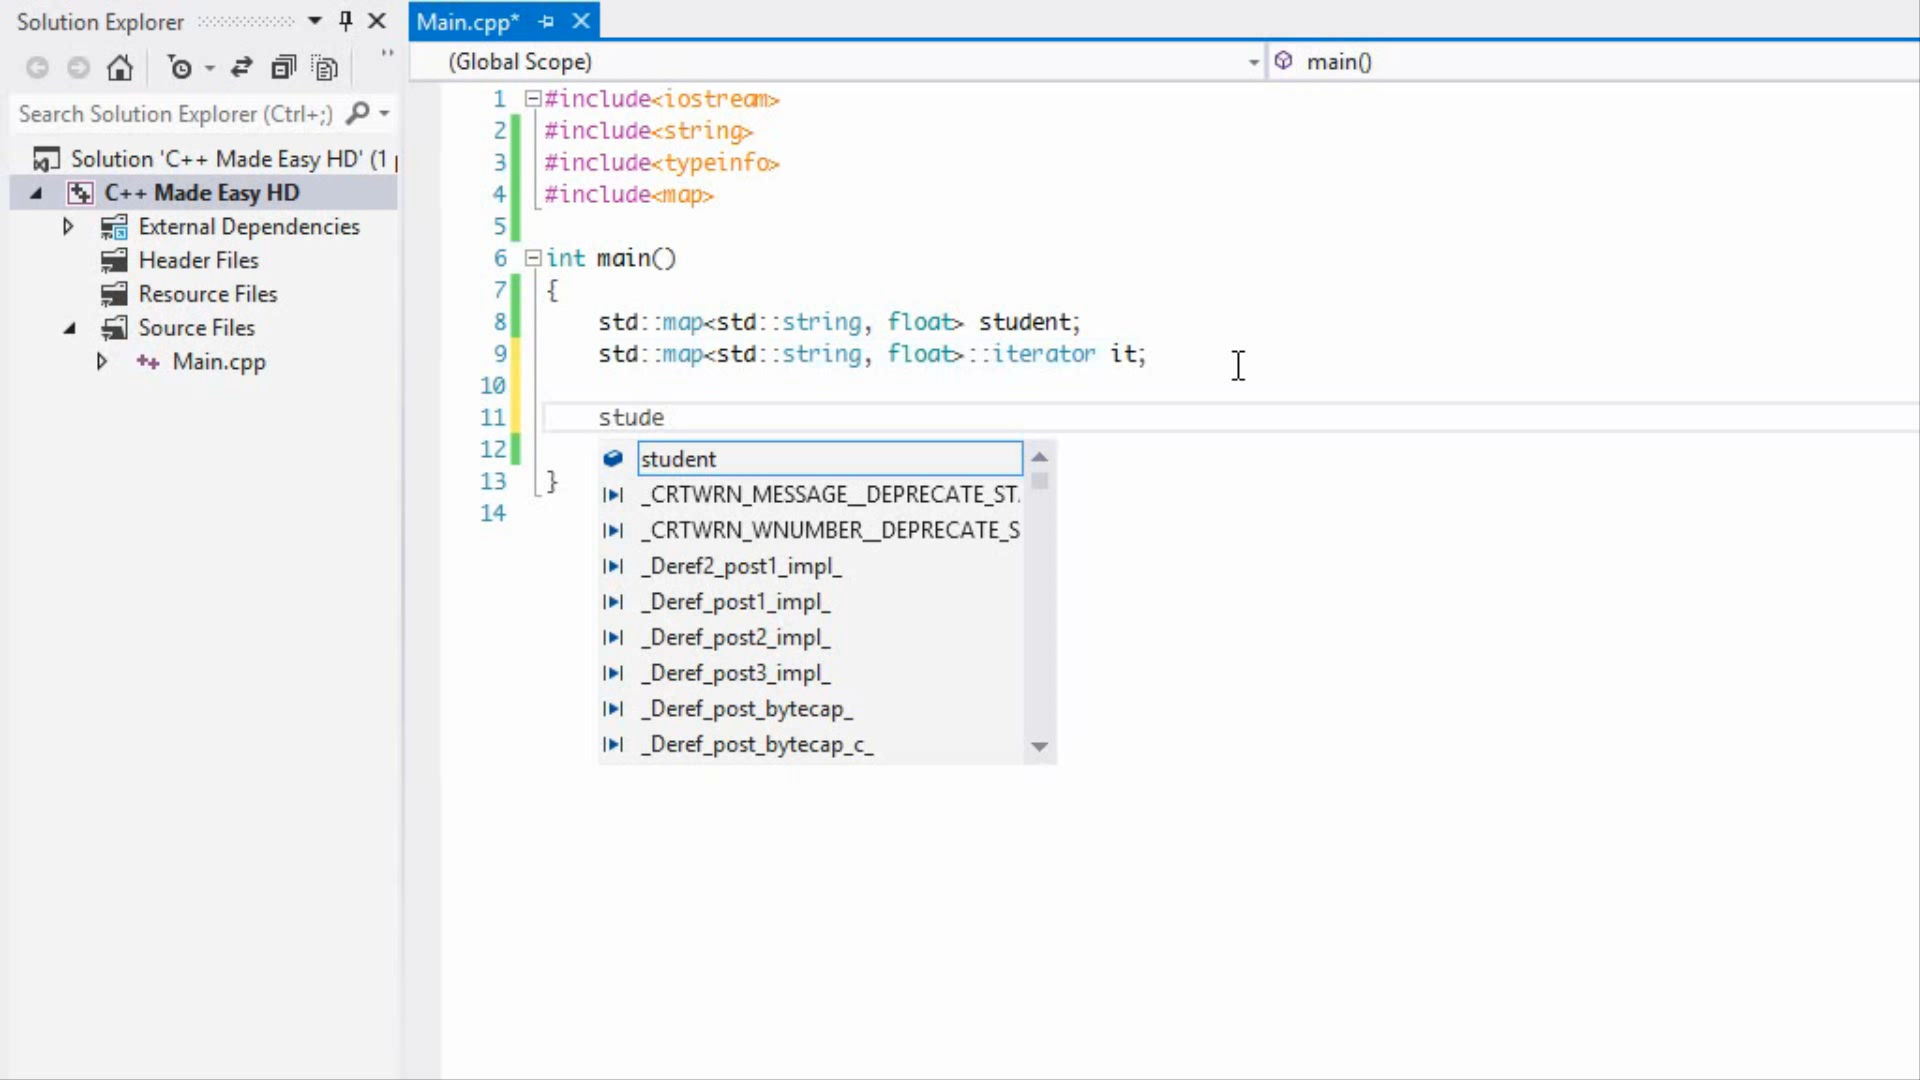 Solution Explorer
Search Solution Explorer (Ctrl+;)
Solution 'C++ Made Easy HD' (1
C++ Made Easy HD
External Dependencies
Header Files
Resource Files
Source Files
Main.cpp
Main.cpp*
(Global Scope)
main()
1 #include<iostream>
2 #include<string>
3 #include<typeinfo>
4 #include<map>
5
6 int main()
7 {
8 std::map<std::string, float> student;
9 std::map<std::string, float>::iterator it;
10
11 stude
12
13 }
14
student
_CRTWRN_MESSAGE__DEPRECATE_ST.
_CRTWRN_WNUMBER__DEPRECATE_S
_Deref2_post1_impl_
_Deref_post1_impl_
_Deref_post2_impl_
_Deref_post3_impl_
_Deref_post_bytecap_
_Deref_post_bytecap_c_